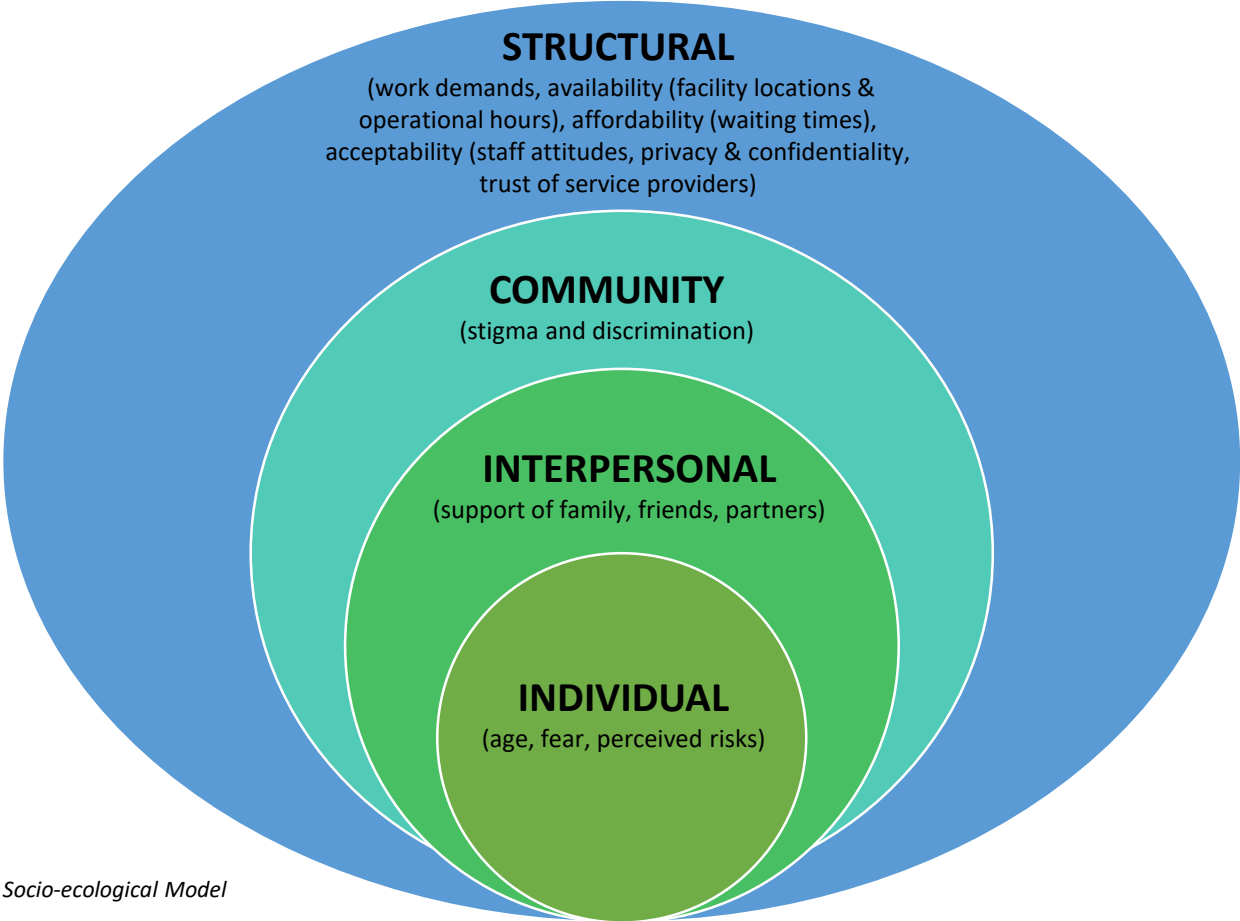 STRUCTURAL
(work demands, availability (facility locations &
operational hours), affordability (waiting times),
acceptability (staff attitudes, privacy & confidentiality,
trust of service providers)
COMMUNITY
(stigma and discrimination)
INTERPERSONAL
(support of family, friends, partners)
INDIVIDUAL
(age, fear, perceived risks)
Socio-ecological Model